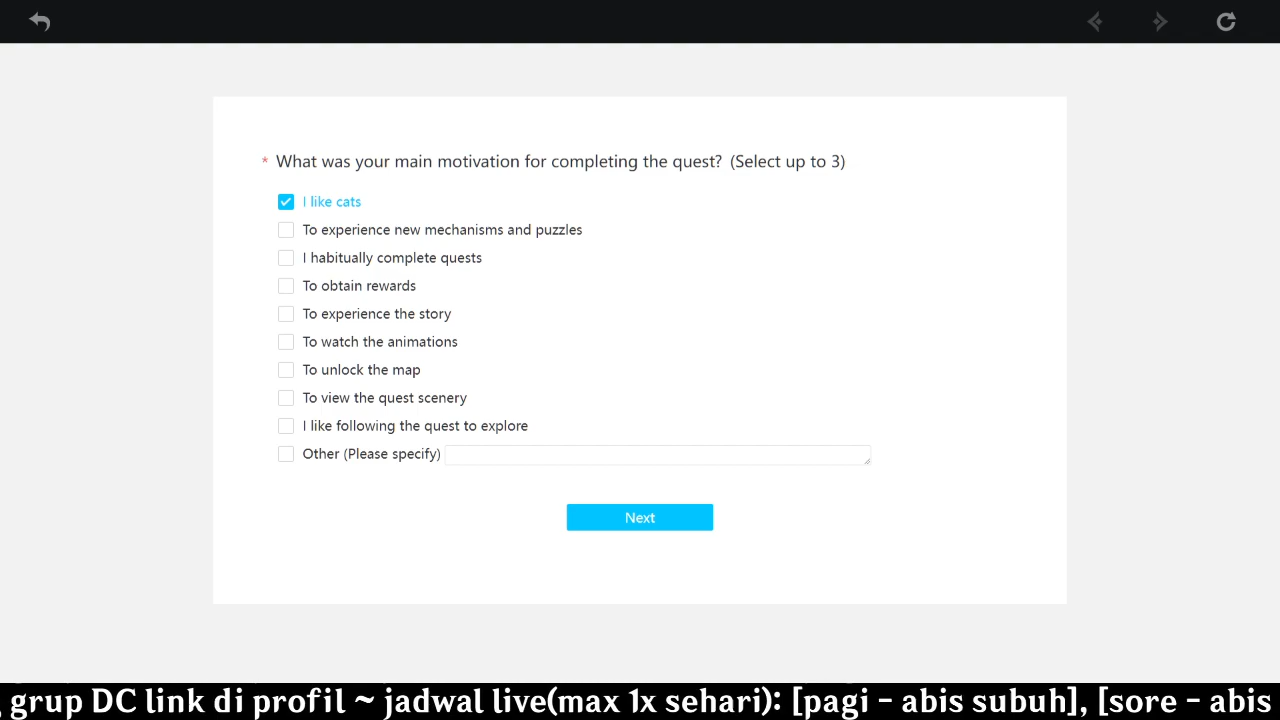 * What was your main motivation for completing the quest? (Select up to 3)
I like cats
To experience new mechanisms and puzzles
I habitually complete quests
To obtain rewards
To experience the story
To watch the animations
To unlock the map
To view the quest scenery
I like following the quest to explore
Other (Please specify)
Next
grup DC link di profil ~ jadwal live(max 1x sehari): [pagi - abis subuh], [sore - abis